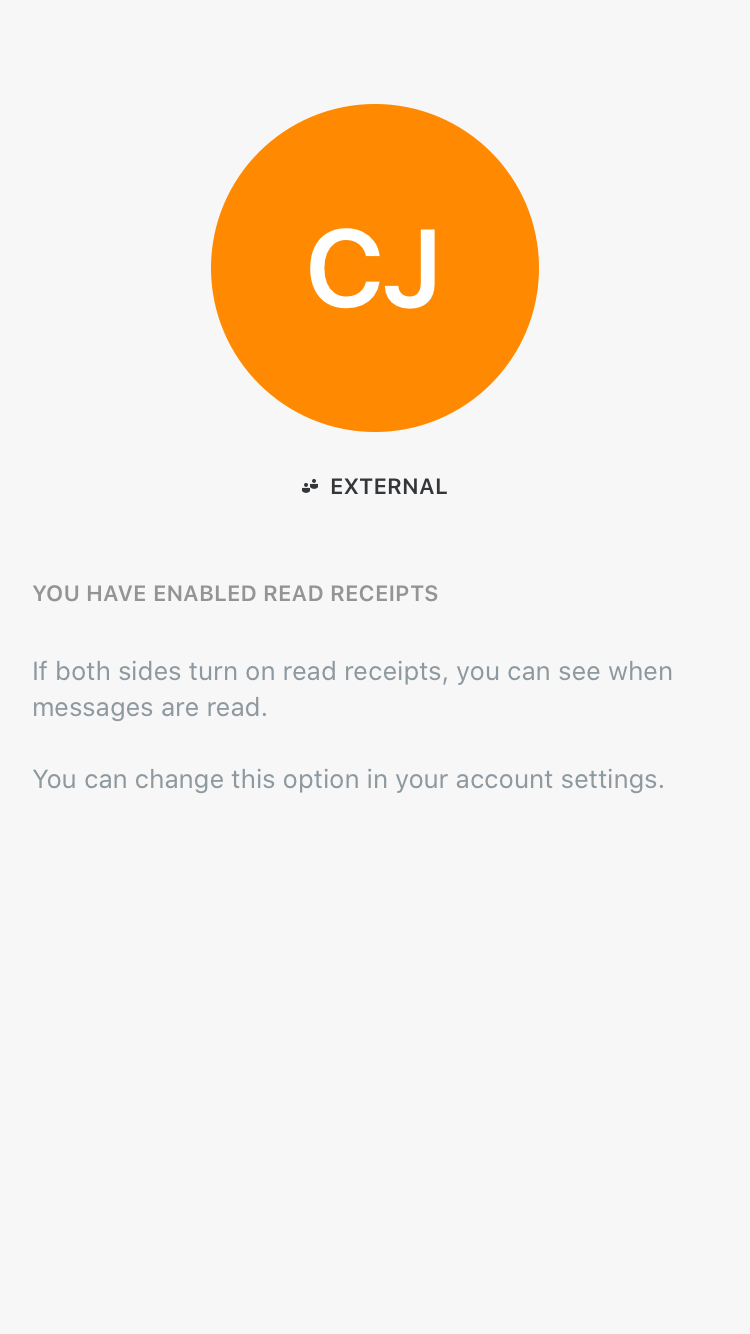 CJ
EXTERNAL
YOU HAVE ENABLED READ RECEIPTS
If both sides turn on read receipts, you can see when
messages are read.
You can change this option in your account settings.